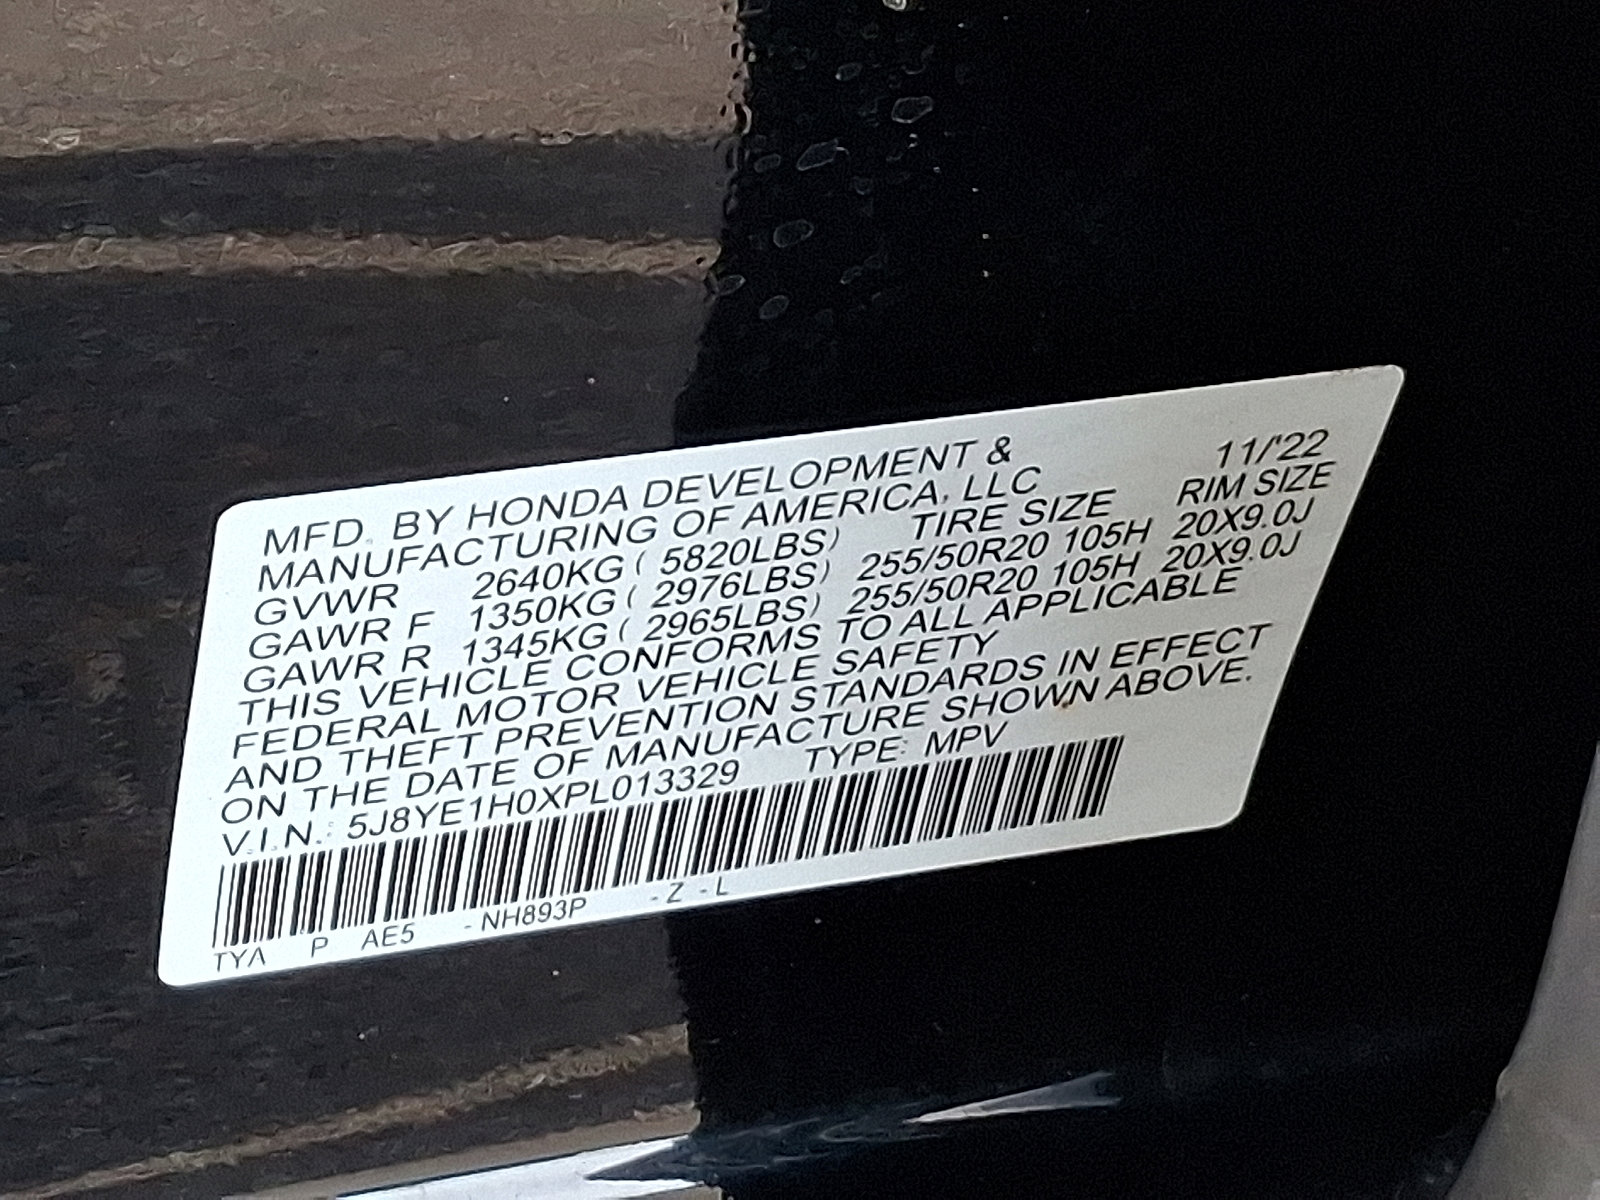 MFD. BY HONDA DEVELOPMENT & 11/'22
MANUFACTURING OF AMERICA, LLC RIM SIZE
GVWR 2640KG ( 5820LBS) TIRE SIZE
GAWR F 1350KG ( 2976LBS) 255/50R20 105H 20X9.0J
GAWR R 1345KG ( 2965LBS) 255/50R20 105H 20X9.0J
THIS VEHICLE CONFORMS TO ALL APPLICABLE
FEDERAL MOTOR VEHICLE SAFETY
AND THEFT PREVENTION STANDARDS IN EFFECT
ON THE DATE OF MANUFACTURE SHOWN ABOVE.
V.I.N.: 5J8YE1H0XPL013329 TYPE: MPV
TYA P AE5 - NH893P - Z - L